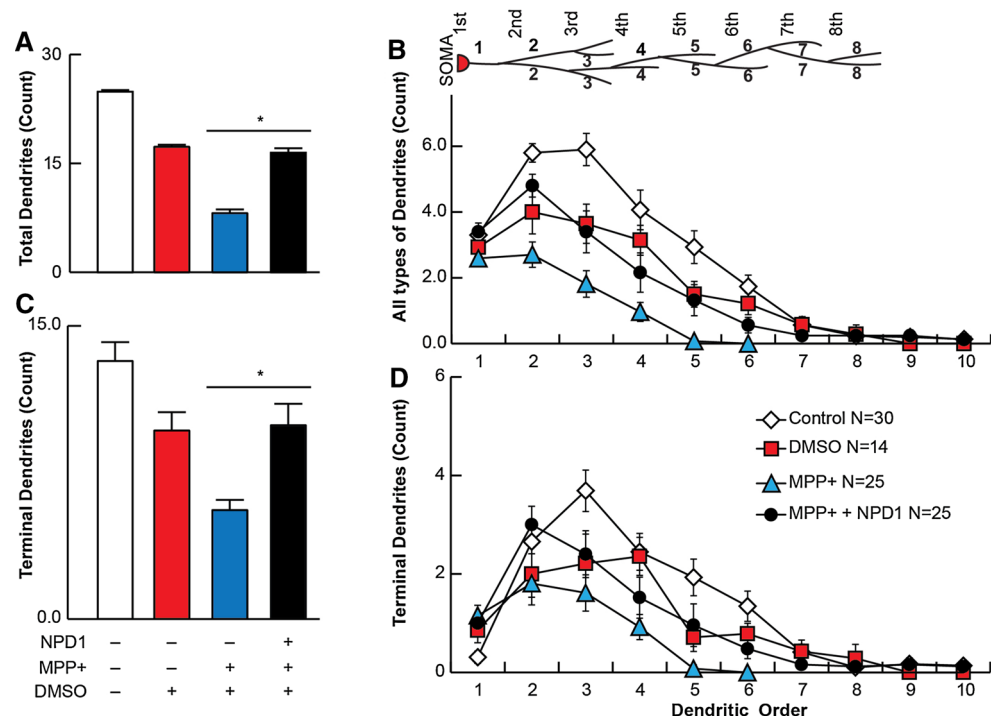 A
30
15
0
Total Dendrites (Count)
*
B
SOMA
1st
2nd
3rd
4th
5th
6th
7th
8th
1
2
2
3
3
4
4
5
5
6
6
7
7
8
8
All types of Dendrites (Count)
6.0
4.0
2.0
0.0
1 2 3 4 5 6 7 8 9 10
C
15.0
0.0
Terminal Dendrites (Count)
*
NPD1 – – – +
MPP+ – – + +
DMSO – + + +
D
6
4
2
0
Terminal Dendrites (Count)
Control N=30
DMSO N=14
MPP+ N=25
MPP+ + NPD1 N=25
1 2 3 4 5 6 7 8 9 10
Dendritic Order